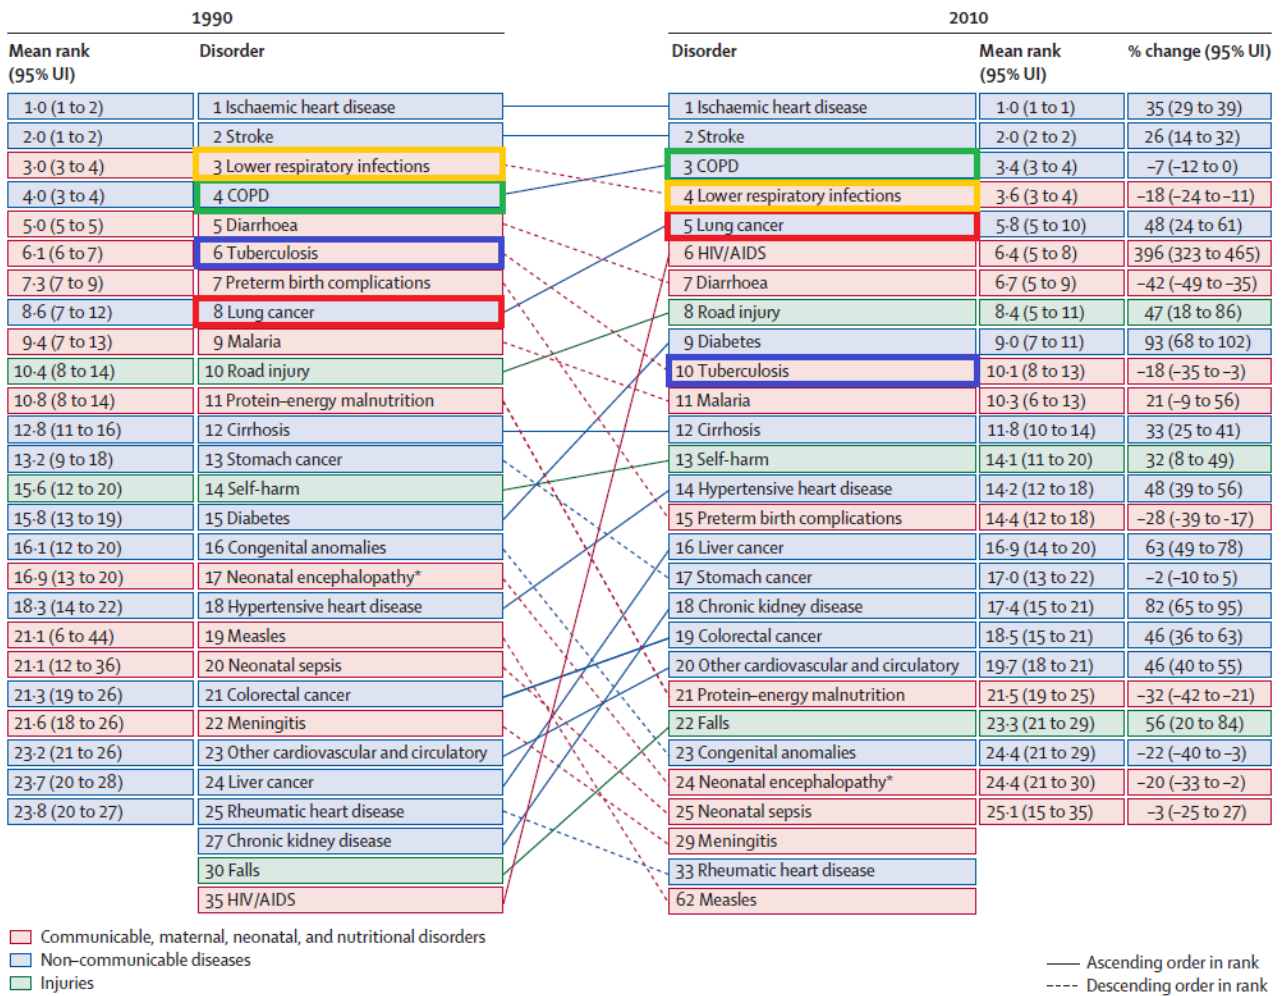 1990 2010
Mean rank (95% UI) Disorder Disorder Mean rank (95% UI) % change (95% UI)
1·0 (1 to 2) 1 Ischaemic heart disease 1 Ischaemic heart disease 1·0 (1 to 1) 35 (29 to 39)
2·0 (1 to 2) 2 Stroke 2 Stroke 2·0 (2 to 2) 26 (14 to 32)
3·0 (3 to 4) 3 Lower respiratory infections 3 COPD 3·4 (3 to 4) –7 (–12 to 0)
4·0 (3 to 4) 4 COPD 4 Lower respiratory infections 3·6 (3 to 4) –18 (–24 to –11)
5·0 (5 to 5) 5 Diarrhoea 5 Lung cancer 5·8 (5 to 10) 48 (24 to 61)
6·1 (6 to 7) 6 Tuberculosis 6 HIV/AIDS 6·4 (5 to 8) 396 (323 to 465)
7·3 (7 to 9) 7 Preterm birth complications 7 Diarrhoea 6·7 (5 to 9) –42 (–49 to –35)
8·6 (7 to 12) 8 Lung cancer 8 Road injury 8·4 (5 to 11) 47 (18 to 86)
9·4 (7 to 13) 9 Malaria 9 Diabetes 9·0 (7 to 11) 93 (68 to 102)
10·4 (8 to 14) 10 Road injury 10 Tuberculosis 10·1 (8 to 13) –18 (–35 to –3)
10·8 (8 to 14) 11 Protein–energy malnutrition 11 Malaria 10·3 (6 to 13) 21 (–9 to 56)
12·8 (11 to 16) 12 Cirrhosis 12 Cirrhosis 11·8 (10 to 14) 33 (25 to 41)
13·2 (9 to 18) 13 Stomach cancer 13 Self-harm 14·1 (11 to 20) 32 (8 to 49)
15·6 (12 to 20) 14 Self-harm 14 Hypertensive heart disease 14·2 (12 to 18) 48 (39 to 56)
15·8 (13 to 19) 15 Diabetes 15 Preterm birth complications 14·4 (12 to 18) –28 (-39 to -17)
16·1 (12 to 20) 16 Congenital anomalies 16 Liver cancer 16·9 (14 to 20) 63 (49 to 78)
16·9 (13 to 20) 17 Neonatal encephalopathy* 17 Stomach cancer 17·0 (13 to 22) –2 (–10 to 5)
18·3 (14 to 22) 18 Hypertensive heart disease 18 Chronic kidney disease 17·4 (15 to 21) 82 (65 to 95)
21·1 (6 to 44) 19 Measles 19 Colorectal cancer 18·5 (15 to 21) 46 (36 to 63)
21·1 (12 to 36) 20 Neonatal sepsis 20 Other cardiovascular and circulatory 19·7 (18 to 21) 46 (40 to 55)
21·3 (19 to 26) 21 Colorectal cancer 21 Protein–energy malnutrition 21·5 (19 to 25) –32 (–42 to –21)
21·6 (18 to 26) 22 Meningitis 22 Falls 23·3 (21 to 29) 56 (20 to 84)
23·2 (21 to 26) 23 Other cardiovascular and circulatory 23 Congenital anomalies 24·4 (21 to 29) –22 (–40 to –3)
23·7 (20 to 28) 24 Liver cancer 24 Neonatal encephalopathy* 24·4 (21 to 30) –20 (–33 to –2)
23·8 (20 to 27) 25 Rheumatic heart disease 25 Neonatal sepsis 25·1 (15 to 35) –3 (–25 to 27)
27 Chronic kidney disease 29 Meningitis
30 Falls 33 Rheumatic heart disease
35 HIV/AIDS 62 Measles
Communicable, maternal, neonatal, and nutritional disorders
Non–communicable diseases
Injuries
Ascending order in rank
Descending order in rank